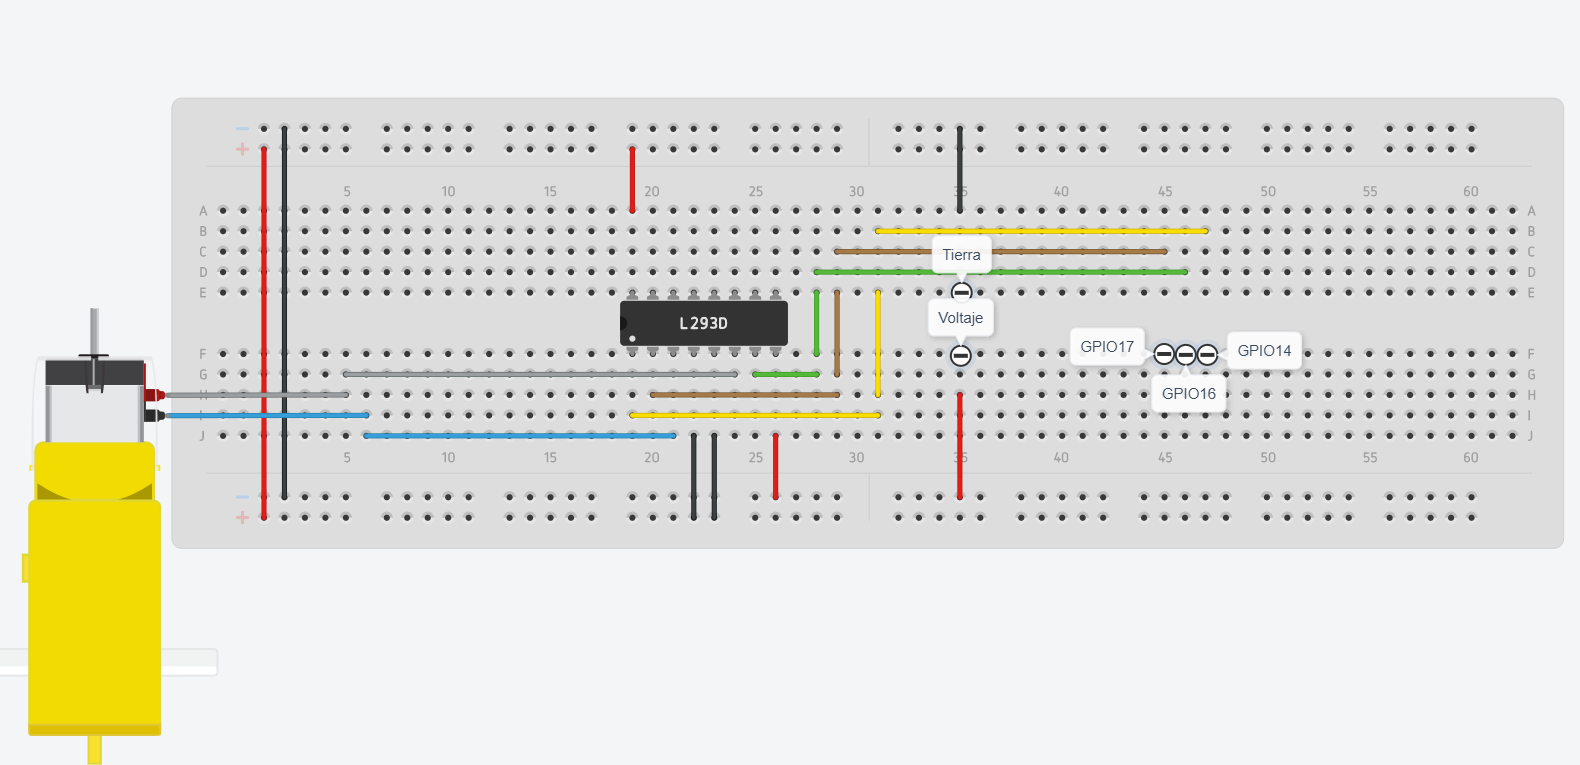 − 
+
5 10 15 20 25 30 35 40 45 50 55 60
A A
B B
C C
Tierra
D D
E E
Voltaje
L293D
GPIO17 GPIO14
F F
G G
GPIO16
H H
I I
J J
5 10 15 20 25 30 35 40 45 50 55 60
−
+